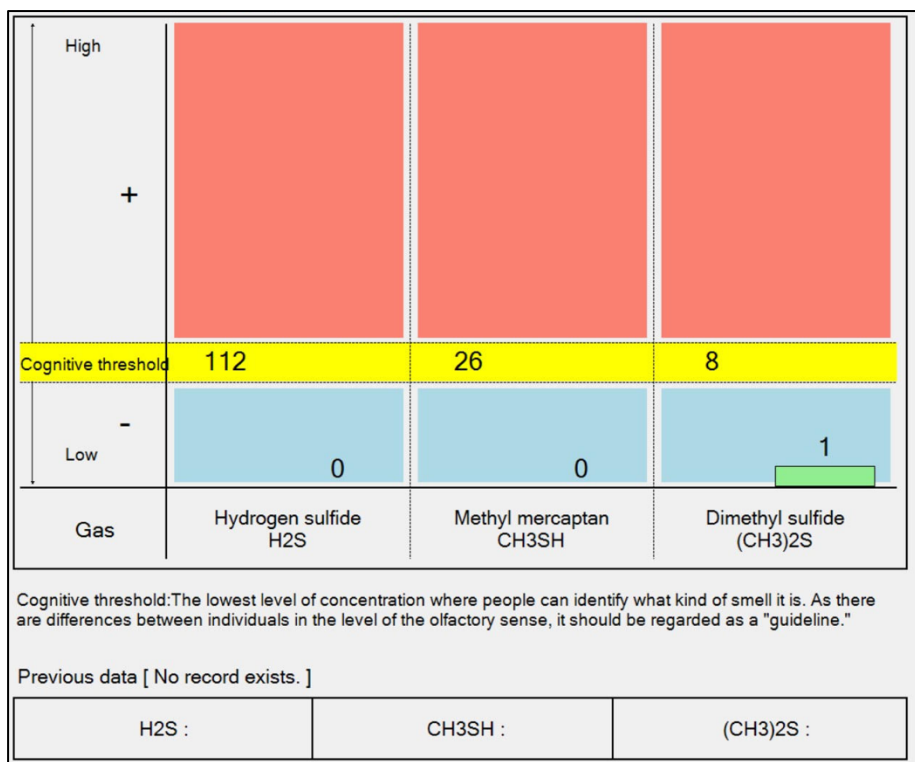 High
+
Cognitive threshold 112 26 8
-
Low
0 0 1
Gas Hydrogen sulfide Methyl mercaptan Dimethyl sulfide
H2S CH3SH (CH3)2S
Cognitive threshold:The lowest level of concentration where people can identify what kind of smell it is. As there
are differences between individuals in the level of the olfactory sense, it should be regarded as a "guideline."
Previous data [ No record exists. ]
H2S : CH3SH : (CH3)2S :